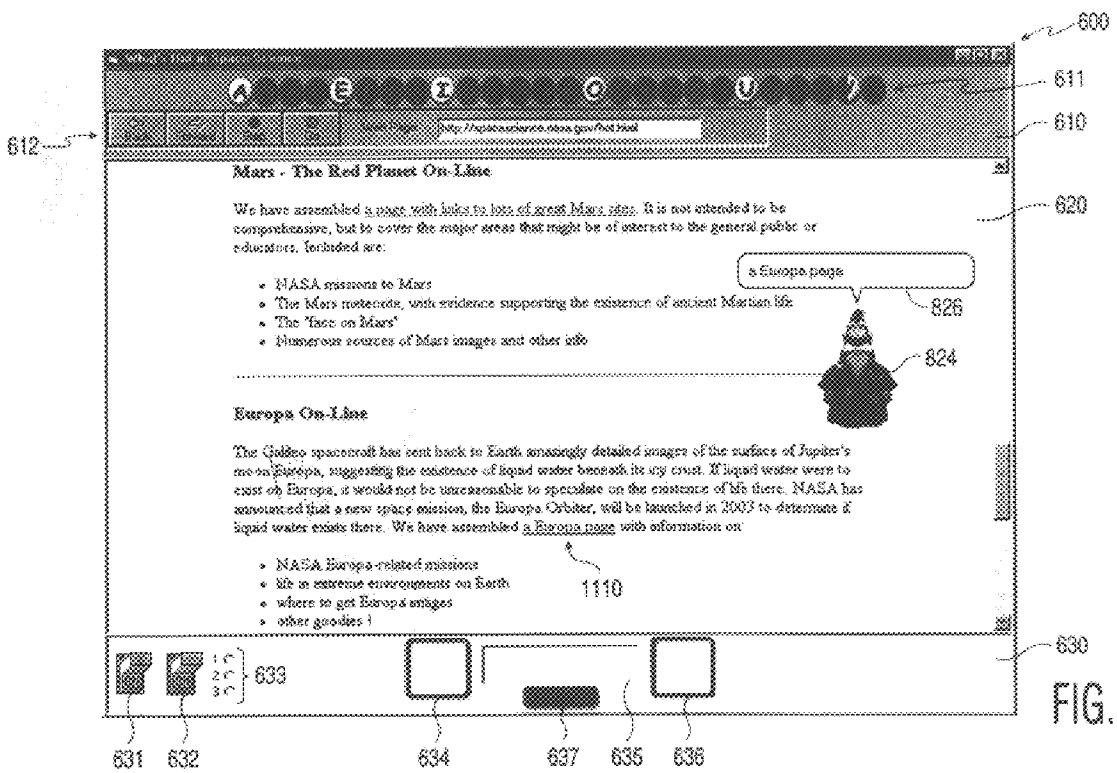 600
What's Hot in Space Science
611
A E I O U
610
612
http://spacescience.nasa.gov/hot.html
Mars - The Red Planet On-Line
We have assembled a page with links to lots of great Mars sites. It is not intended to be
620
comprehensive, but to cover the major areas that might be of interest to the general public or
educators. Included are:
a Europa page
NASA missions to Mars
826
The Mars meteorite, with evidence supporting the existence of ancient Martian life
The "face on Mars"
Numerous sources of Mars images and other info
824
Europa On-Line
The Galileo spacecraft has sent back to Earth amazingly detailed images of the surface of Jupiter's
moon Europa, suggesting the existence of liquid water beneath its icy crust. If liquid water were to
exist on Europa, it would not be unreasonable to speculate on the existence of life there. NASA has
announced that a new space mission, the Europa Orbiter, will be launched in 2003 to determine if
liquid water exists there. We have assembled a Europa page with information on
NASA Europa-related missions
1110
life in extreme environments on Earth
where to get Europa images
other goodies !
630
1
2
3
633
FIG.
631 632 634 637 635 636